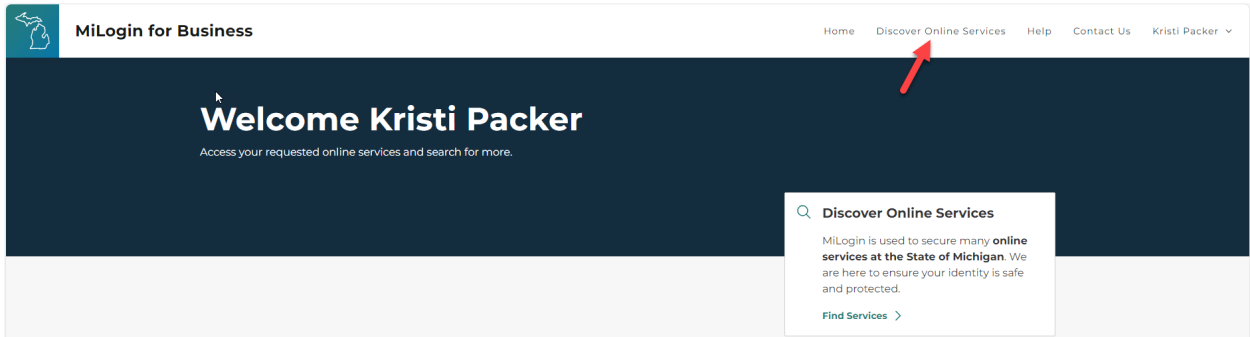 MiLogin for Business
Home Discover Online Services Help Contact Us Kristi Packer
Welcome Kristi Packer
Access your requested online services and search for more.
Discover Online Services
MiLogin is used to secure many online
services at the State of Michigan. We
are here to ensure your identity is safe
and protected.
Find Services